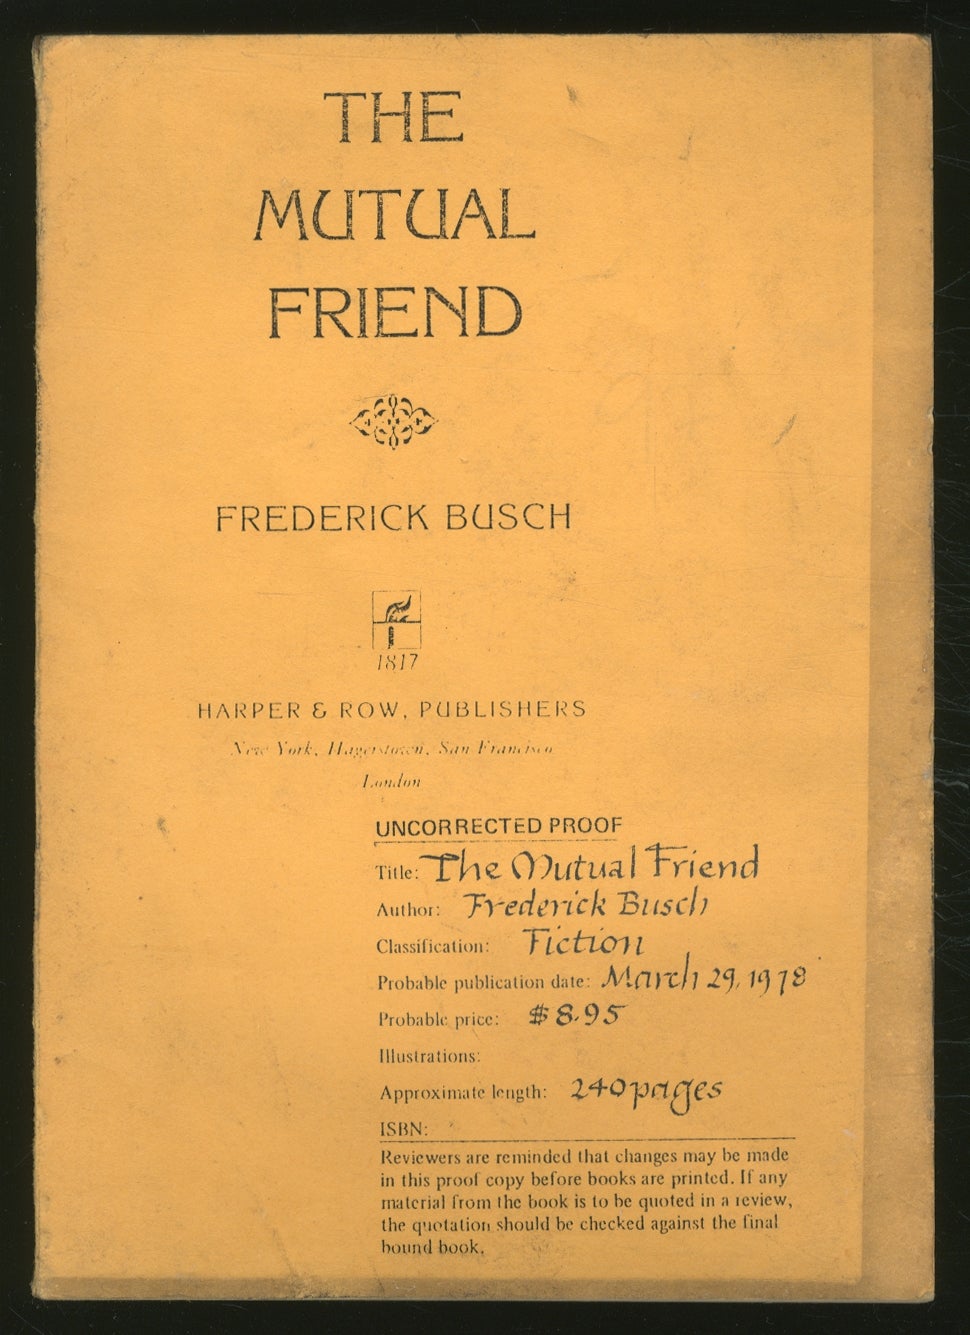 THE
MUTUAL
FRIEND
FREDERICK BUSCH
1817
HARPER & ROW, PUBLISHERS
New York, Hagerstown, San Francisco
London
UNCORRECTED PROOF
Title: The Mutual Friend
Author: Frederick Busch
Classification: Fiction
Probable publication date: March 29, 1978
Probable price: $8.95
Illustrations:
Approximate length: 240 pages
ISBN:
Reviewers are reminded that changes may be made
in this proof copy before books are printed. If any
material from the book is to be quoted in a review,
the quotation should be checked against the final
bound book.